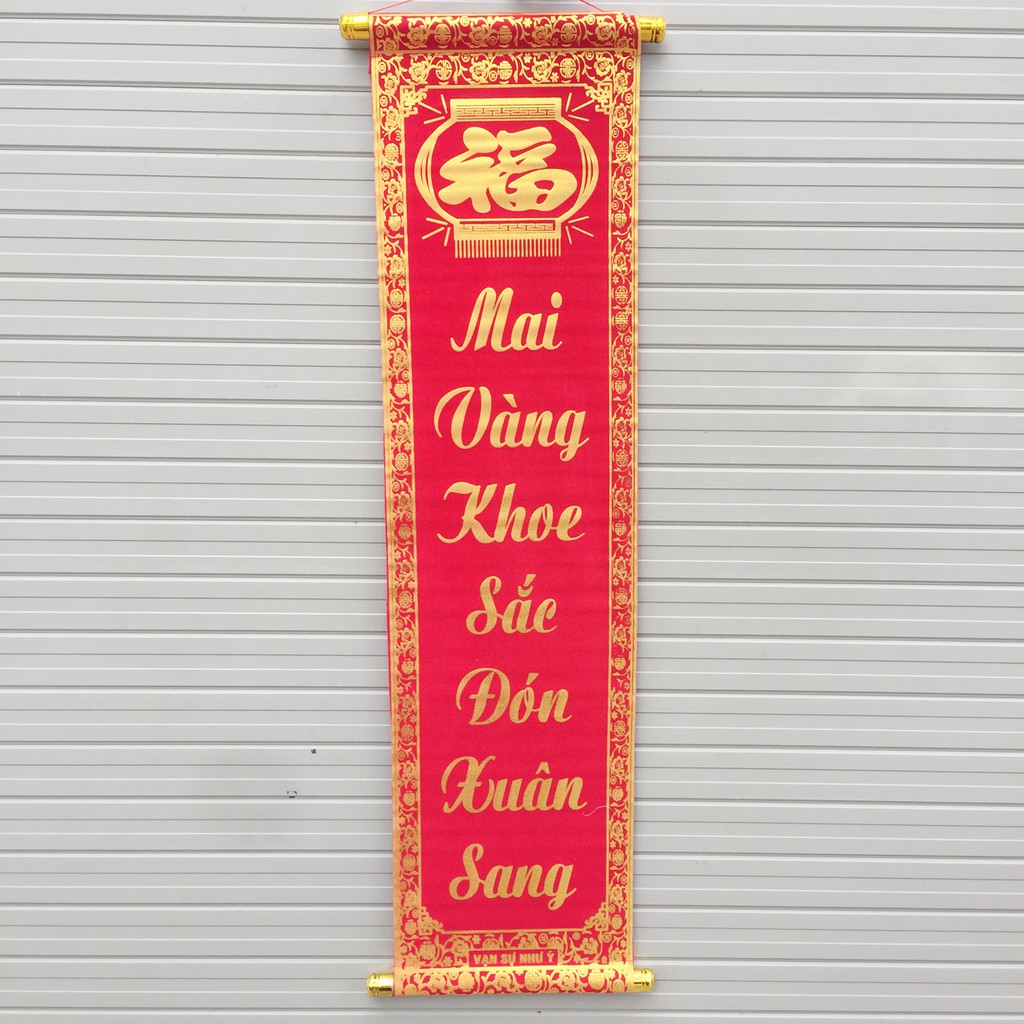 福
Mai
Vàng
Khoe
Sắc
Đón
Xuân
Sang
VẠN SỰ NHƯ Ý